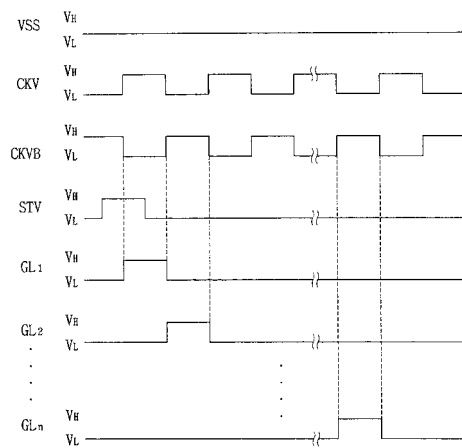 VSS VH
VL
CKV VH
VL
CKVB VH
VL
STV VH
VL
GL1 VH
VL
GL2 VH
VL
GLn VH
VL